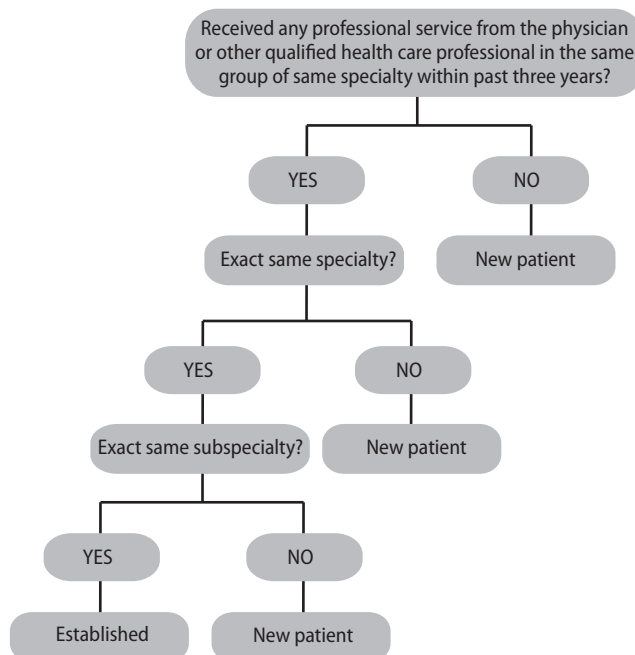 Received any professional service from the physician
or other qualified health care professional in the same
group of same specialty within past three years?
YES
NO
Exact same specialty?
New patient
YES
NO
Exact same subspecialty?
New patient
YES
NO
Established
New patient